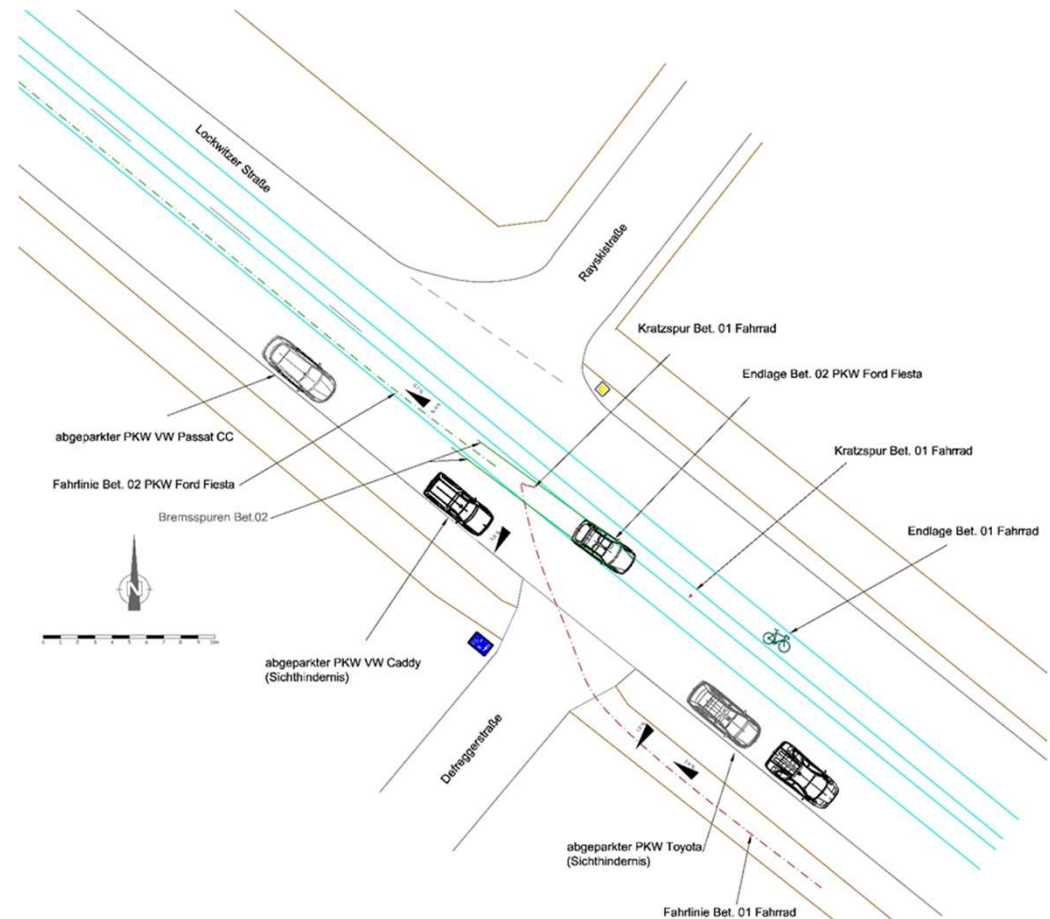 Lockwitzer Straße
Rayskistraße
Kratzspur Bet. 01 Fahrrad
Endlage Bet. 02 PKW Ford Fiesta
Kratzspur Bet. 01 Fahrrad
abgeparkter PKW VW Passat CC
Fahrlinie Bet. 02 PKW Ford Fiesta
Bremsspuren Bet.02
Endlage Bet. 01 Fahrrad
N
abgeparkter PKW VW Caddy
(Sichthindernis)
Defreggerstraße
abgeparkter PKW Toyota
(Sichthindernis)
Fahrlinie Bet. 01 Fahrrad